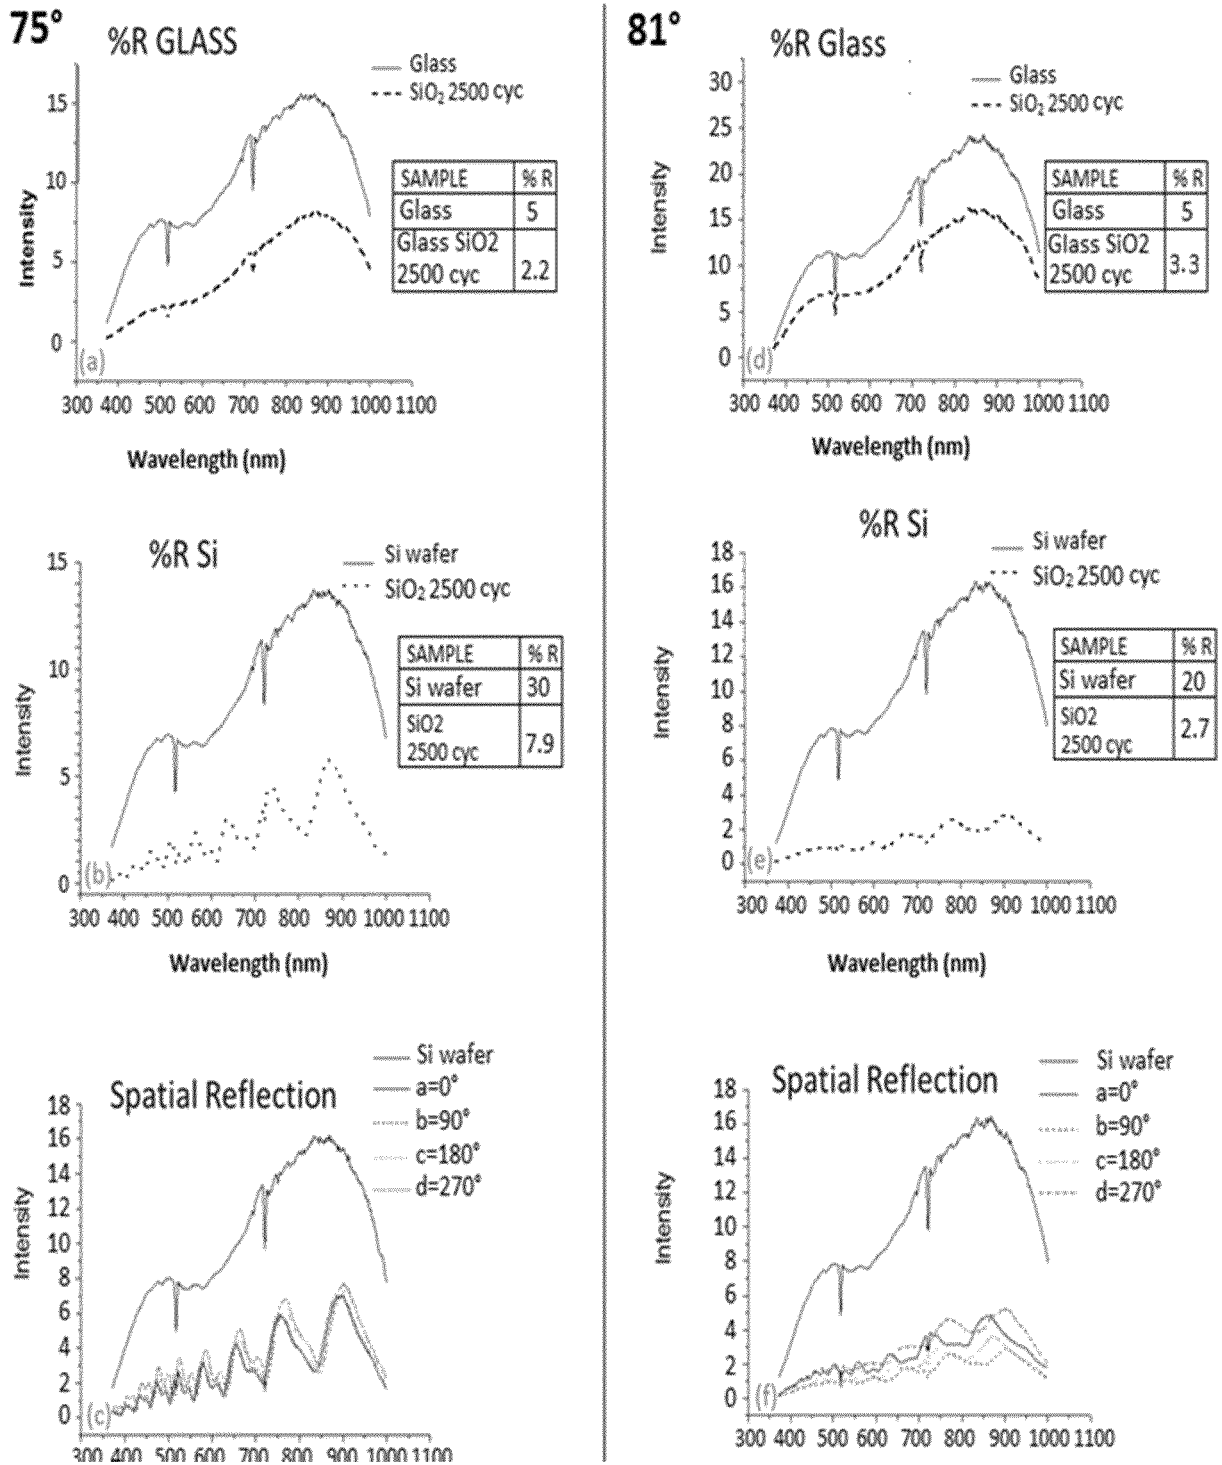 75°
%R GLASS
Glass
SiO2 2500 cyc
15
10
5
0
Intensity
SAMPLE % R
Glass 5
Glass SiO2
2500 cyc 2.2
(a)
300 400 500 600 700 800 900 1000 1100
Wavelength (nm)
%R Si
Si wafer
SiO2 2500 cyc
15
10
5
0
Intensity
SAMPLE % R
Si wafer 30
SiO2
2500 cyc 7.9
(b)
300 400 500 600 700 800 900 1000 1100
Wavelength (nm)
Spatial Reflection
Si wafer
a=0°
b=90°
c=180°
d=270°
18
16
14
12
10
8
6
4
2
0
Intensity
(c)
300 400 500 600 700 800 900 1000 1100
81°
%R Glass
Glass
SiO2 2500 cyc
30
25
20
15
10
5
0
Intensity
SAMPLE % R
Glass 5
Glass SiO2
2500 cyc 3.3
(d)
300 400 500 600 700 800 900 1000 1100
Wavelength (nm)
%R Si
Si wafer
SiO2 2500 cyc
18
16
14
12
10
8
6
4
2
0
Intensity
SAMPLE % R
Si wafer 20
SiO2
2500 cyc 2.7
(e)
300 400 500 600 700 800 900 1000 1100
Wavelength (nm)
Spatial Reflection
Si wafer
a=0°
b=90°
c=180°
d=270°
18
16
14
12
10
8
6
4
2
0
Intensity
(f)
300 400 500 600 700 800 900 1000 1100